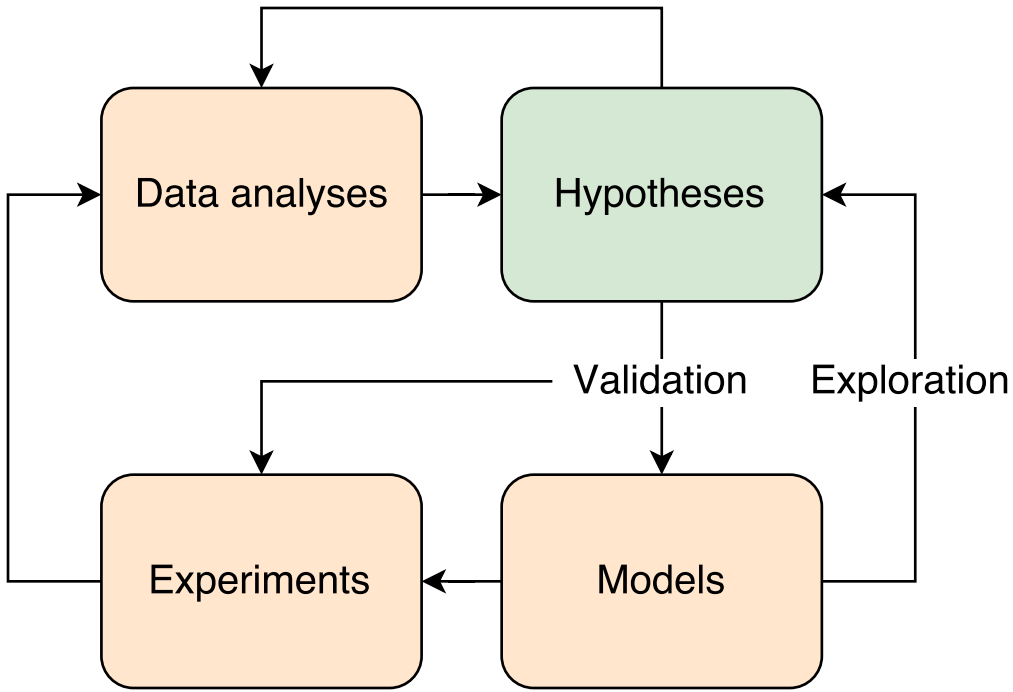 Data analyses
Hypotheses
Validation
Exploration
Experiments
Models